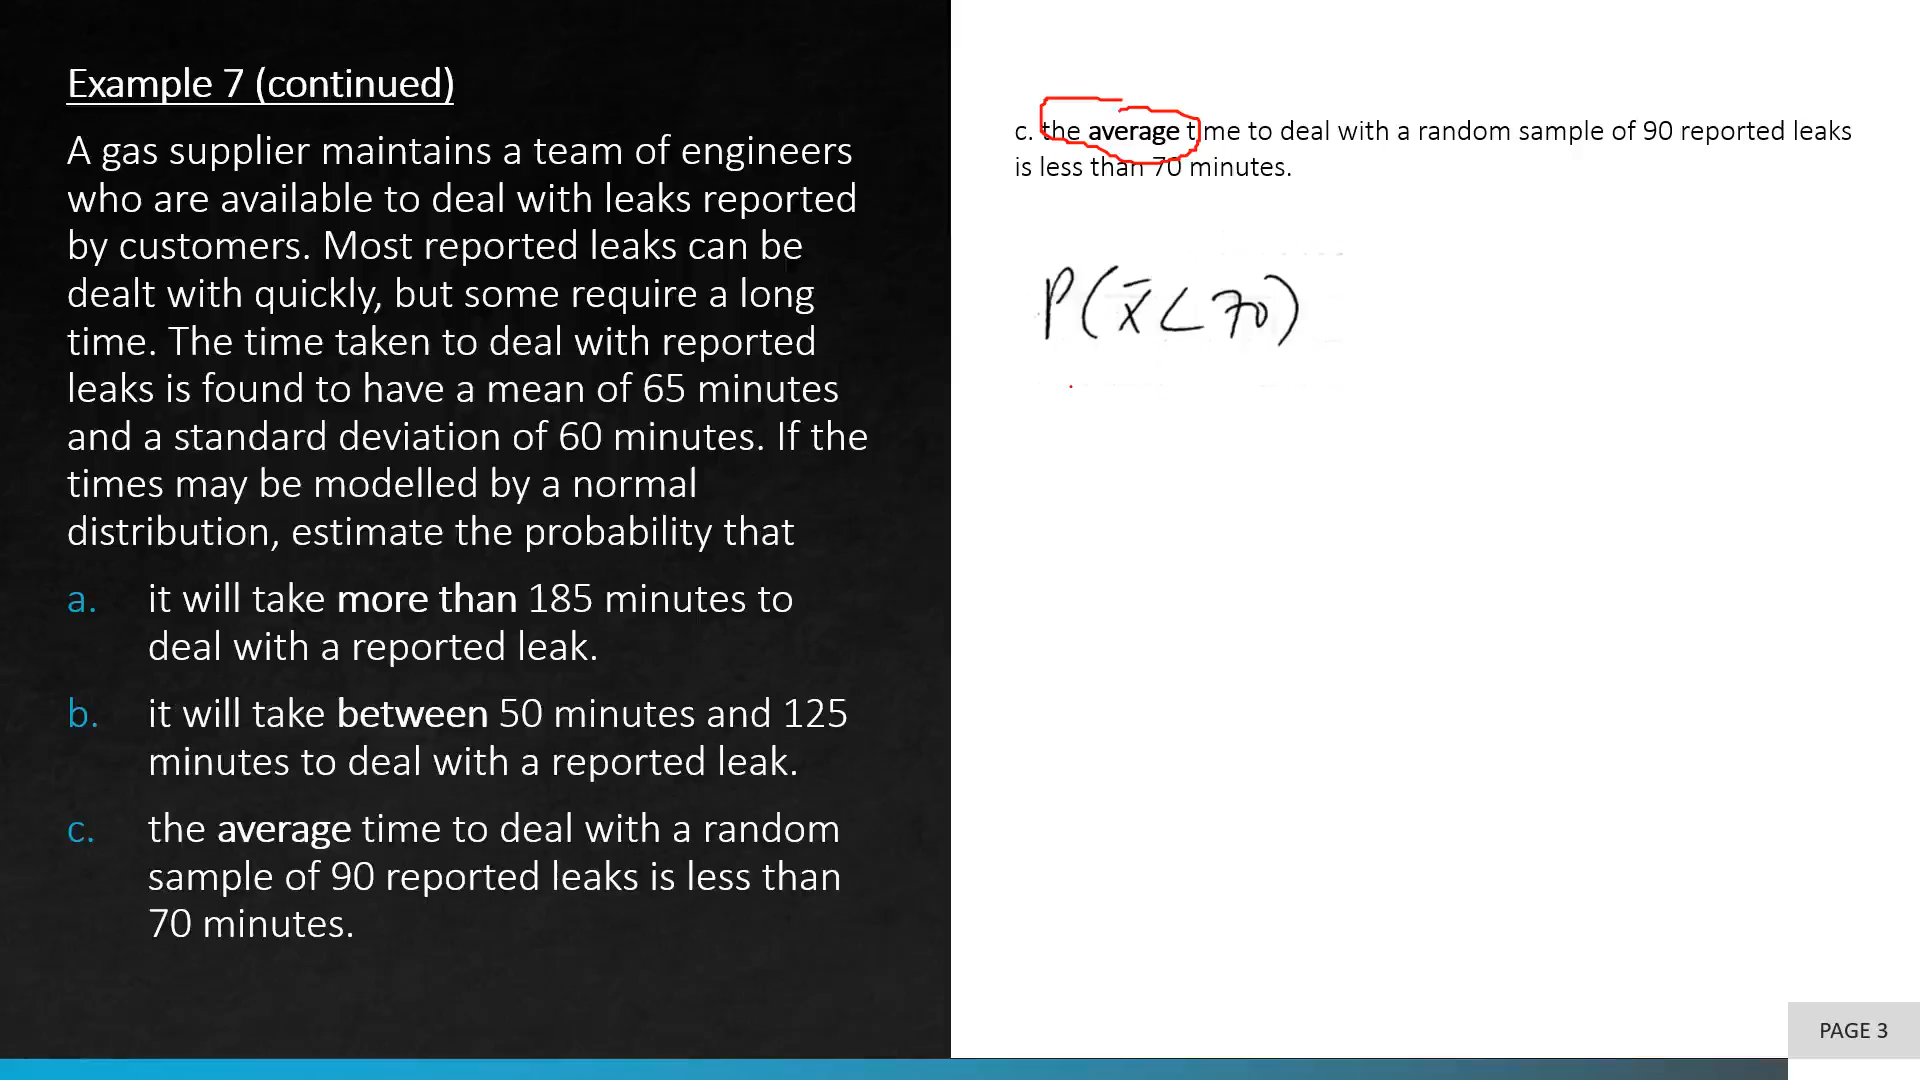 Example 7 (continued)
A gas supplier maintains a team of engineers
who are available to deal with leaks reported
by customers. Most reported leaks can be
dealt with quickly, but some require a long
time. The time taken to deal with reported
leaks is found to have a mean of 65 minutes
and a standard deviation of 60 minutes. If the
times may be modelled by a normal
distribution, estimate the probability that
a. it will take more than 185 minutes to
deal with a reported leak.
b. it will take between 50 minutes and 125
minutes to deal with a reported leak.
c. the average time to deal with a random
sample of 90 reported leaks is less than
70 minutes.
c. the average time to deal with a random sample of 90 reported leaks
is less than 70 minutes.
P(x̄ < 70)
PAGE 3